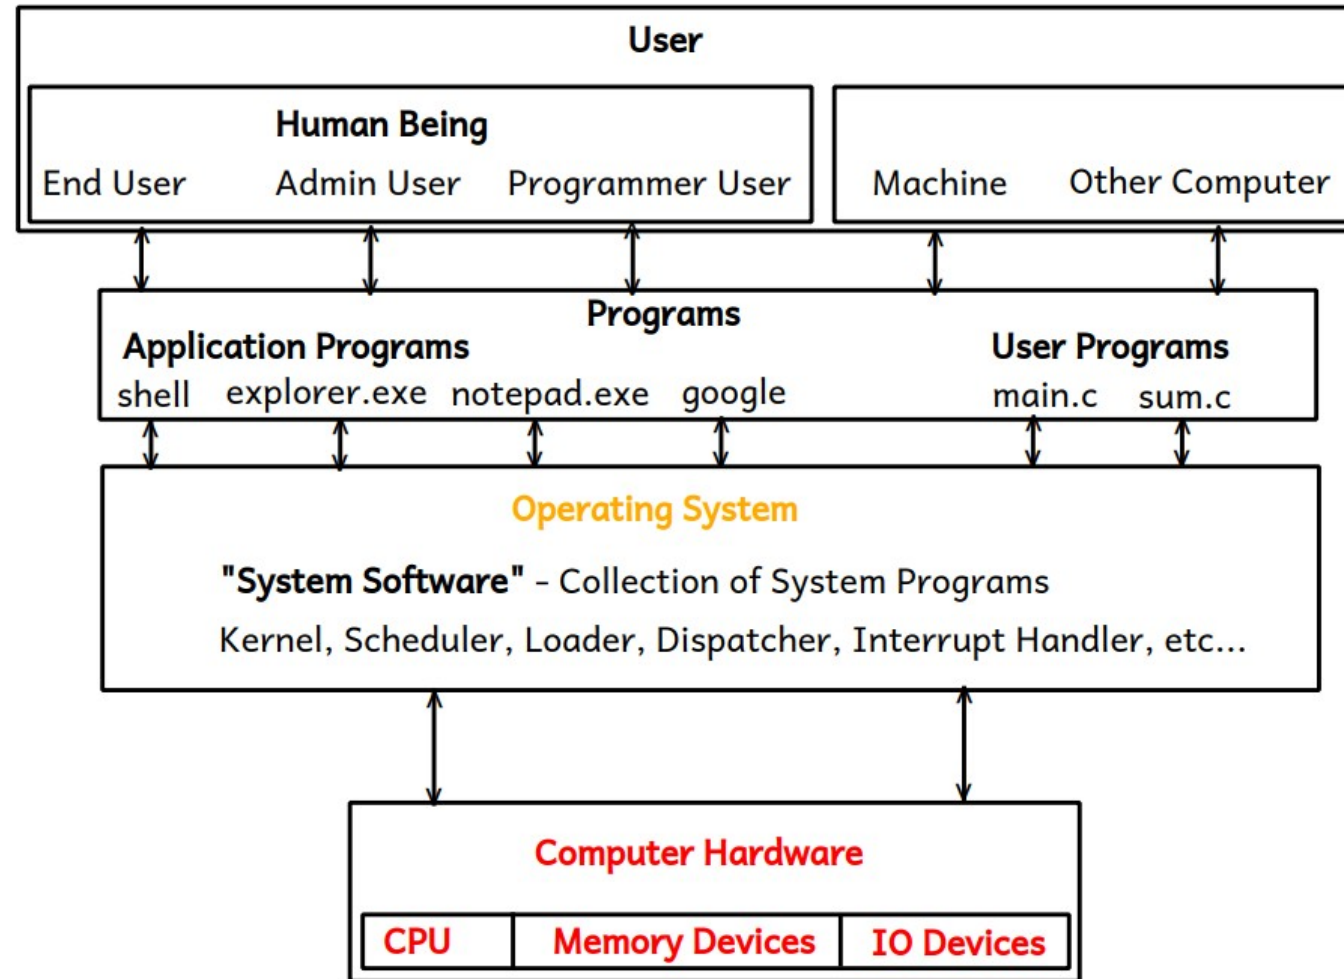 User
Human Being
End User Admin User Programmer User Machine Other Computer
Programs
Application Programs User Programs
shell explorer.exe notepad.exe google main.c sum.c
Operating System
"System Software" - Collection of System Programs
Kernel, Scheduler, Loader, Dispatcher, Interrupt Handler, etc...
Computer Hardware
CPU Memory Devices IO Devices